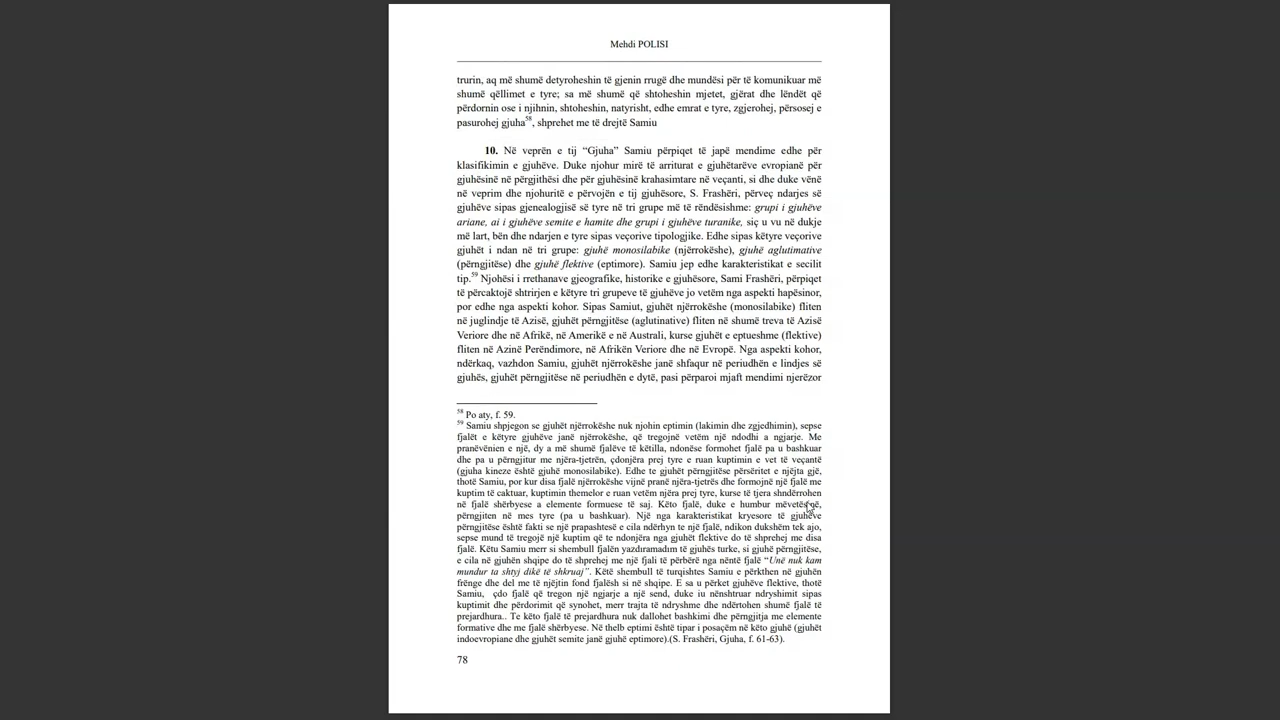 Mehdi POLISI
trurin, aq më shumë detyroheshin të gjenin rrugë dhe mundësi për të komunikuar më
shumë qëllimet e tyre; sa më shumë që shtoheshin mjetet, gjërat dhe lëndët që
përdornin ose i njihnin, shtoheshin, natyrisht, edhe emrat e tyre, zgjerohej, përsosej e
pasurohej gjuha58, shprehet me të drejtë Samiu
10. Në veprën e tij “Gjuha” Samiu përpiqet të japë mendime edhe për
klasifikimin e gjuhëve. Duke njohur mirë të arriturat e gjuhëtarëve evropianë për
gjuhësinë në përgjithësi dhe për gjuhësinë krahasimtare në veçanti, si dhe duke vënë
në veprim dhe njohuritë e përvojën e tij gjuhësore, S. Frashëri, përveç ndarjes së
gjuhëve sipas gjenealogjisë së tyre në tri grupe më të rëndësishme: grupi i gjuhëve
ariane, ai i gjuhëve semite e hamite dhe grupi i gjuhëve turanike, siç u vu në dukje
më lart, bën dhe ndarjen e tyre sipas veçorive tipologjike. Edhe sipas këtyre veçorive
gjuhët i ndan në tri grupe: gjuhë monosilabike (njërrokëshe), gjuhë aglutimative
(përngjitëse) dhe gjuhë flektive (eptimore). Samiu jep edhe karakteristikat e secilit
tip.59 Njohësi i rrethanave gjeografike, historike e gjuhësore, Sami Frashëri, përpiqet
të përcaktojë shtrirjen e këtyre tri grupeve të gjuhëve jo vetëm nga aspekti hapësinor,
por edhe nga aspekti kohor. Sipas Samiut, gjuhët njërrokëshe (monosilabike) fliten
në juglindje të Azisë, gjuhët përngjitëse (aglutinative) fliten në shumë treva të Azisë
Veriore dhe në Afrikë, në Amerikë e në Australi, kurse gjuhët e eptueshme (flektive)
fliten në Azinë Perëndimore, në Afrikën Veriore dhe në Evropë. Nga aspekti kohor,
ndërkaq, vazhdon Samiu, gjuhët njërrokëshe janë shfaqur në periudhën e lindjes së
gjuhës, gjuhët përngjitëse në periudhën e dytë, pasi përparoi mjaft mendimi njerëzor
58 Po aty, f. 59.
59 Samiu shpjegon se gjuhët njërrokëshe nuk njohin eptimin (lakimin dhe zgjedhimin), sepse
fjalët e këtyre gjuhëve janë njërrokëshe, që tregojnë vetëm një ndodhi a ngjarje. Me
pranëvënien e një, dy a më shumë fjalëve të këtilla, ndonëse formohet fjalë pa u bashkuar
dhe pa u përngjitur me njëra-tjetrën, çdonjëra prej tyre e ruan kuptimin e vet të veçantë
(gjuha kineze është gjuhë monosilabike). Edhe te gjuhët përngjitëse përsëritet e njëjta gjë,
thotë Samiu, por kur disa fjalë njërrokëshe vijnë pranë njëra-tjetrës dhe formojnë një fjalë me
kuptim të caktuar, kuptimin themelor e ruan vetëm njëra prej tyre, kurse të tjera shndërrohen
në fjalë shërbyese a elemente formuese të saj. Këto fjalë, duke e humbur mëvetësinë,
përngjiten në mes tyre (pa u bashkuar). Një nga karakteristikat kryesore të gjuhëve
përngjitëse është fakti se një prapashtesë e cila ndërhyn te një fjalë, ndikon dukshëm tek ajo,
sepse mund të tregojë një kuptim që te ndonjëra nga gjuhët flektive do të shprehej me disa
fjalë. Këtu Samiu merr si shembull fjalën yazdıramadım të gjuhës turke, si gjuhë përngjitëse,
e cila në gjuhën shqipe do të shprehej me një fjali të përbërë nga nëntë fjalë “Unë nuk kam
mundur ta shtyj dikë të shkruaj”. Këtë shembull të turqishtes Samiu e përkthen në gjuhën
frënge dhe del me të njëjtin fond fjalësh si në shqipe. E sa u përket gjuhëve flektive, thotë
Samiu, çdo fjalë që tregon një ngjarje a një send, duke iu nënshtruar ndryshimit sipas
kuptimit dhe përdorimit që synohet, merr trajta të ndryshme dhe ndërtohen shumë fjalë të
prejardhura.. Te këto fjalë të prejardhura nuk dallohet bashkimi dhe përngjitja me elemente
formative dhe me fjalë shërbyese. Në thelb eptimi është tipar i posaçëm në këto gjuhë (gjuhët
indoevropiane dhe gjuhët semite janë gjuhë eptimore).(S. Frashëri, Gjuha, f. 61-63).
78